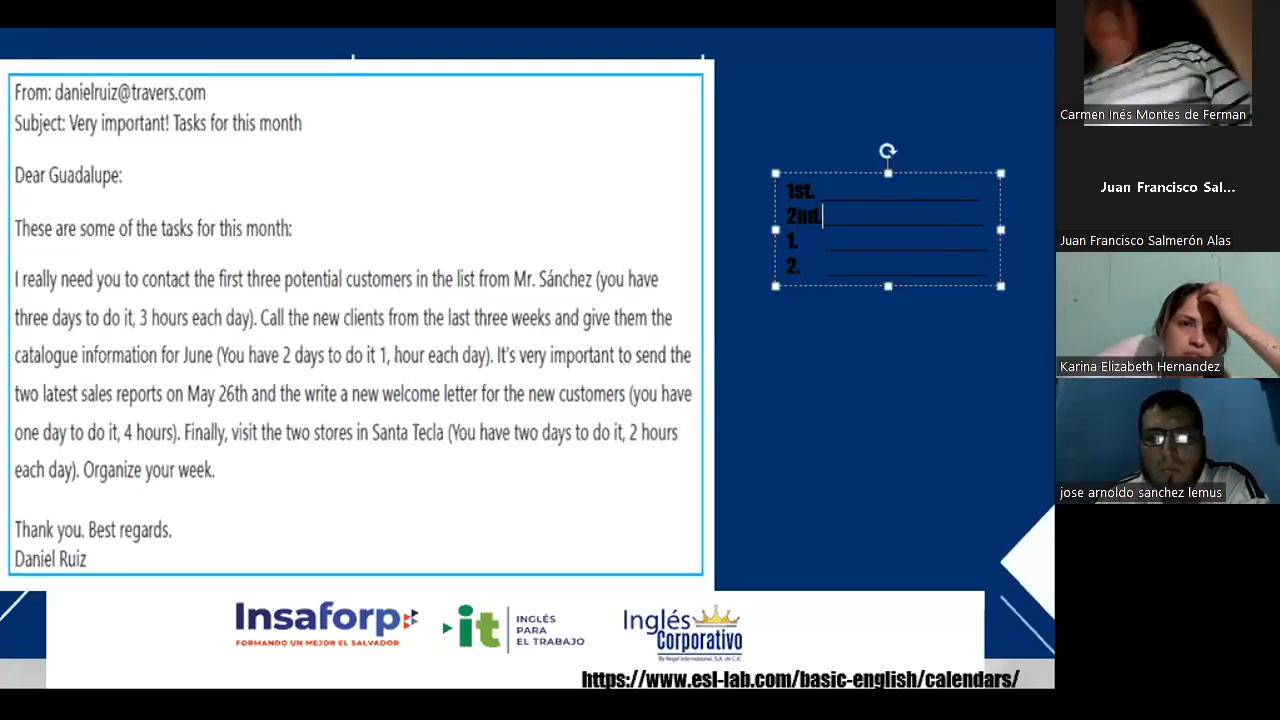 From: danielruiz@travers.com
Subject: Very important! Tasks for this month
Dear Guadalupe:
These are some of the tasks for this month:
I really need you to contact the first three potential customers in the list from Mr. Sánchez (you have
three days to do it, 3 hours each day). Call the new clients from the last three weeks and give them the
catalogue information for June (You have 2 days to do it 1, hour each day). It's very important to send the
two latest sales reports on May 26th and the write a new welcome letter for the new customers (you have
one day to do it, 4 hours). Finally, visit the two stores in Santa Tecla (You have two days to do it, 2 hours
each day). Organize your week.
Thank you. Best regards.
Daniel Ruiz
1st. ____________________
2nd. ____________________
1. ____________________
2. ____________________
Insaforp
FORMANDO UN MEJOR EL SALVADOR
it
INGLÉS
PARA
EL TRABAJO
Inglés
Corporativo
By Regal International, S.A. de C.V.
https://www.esl-lab.com/basic-english/calendars/
Carmen Inés Montes de Ferman
Juan Francisco Sal...
Juan Francisco Salmerón Alas
Karina Elizabeth Hernandez
jose arnoldo sanchez lemus